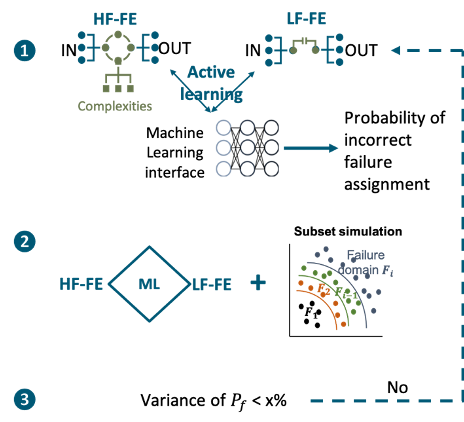 HF-FE
LF-FE
1
IN
OUT
IN
OUT
Active
learning
Complexities
Machine
Learning
interface
Probability of
incorrect
failure
assignment
2
Subset simulation
HF-FE
ML
LF-FE
+
Failure
domain F_i
F_2
F_{i-1}
F_1
3
Variance of P_f < x%
No